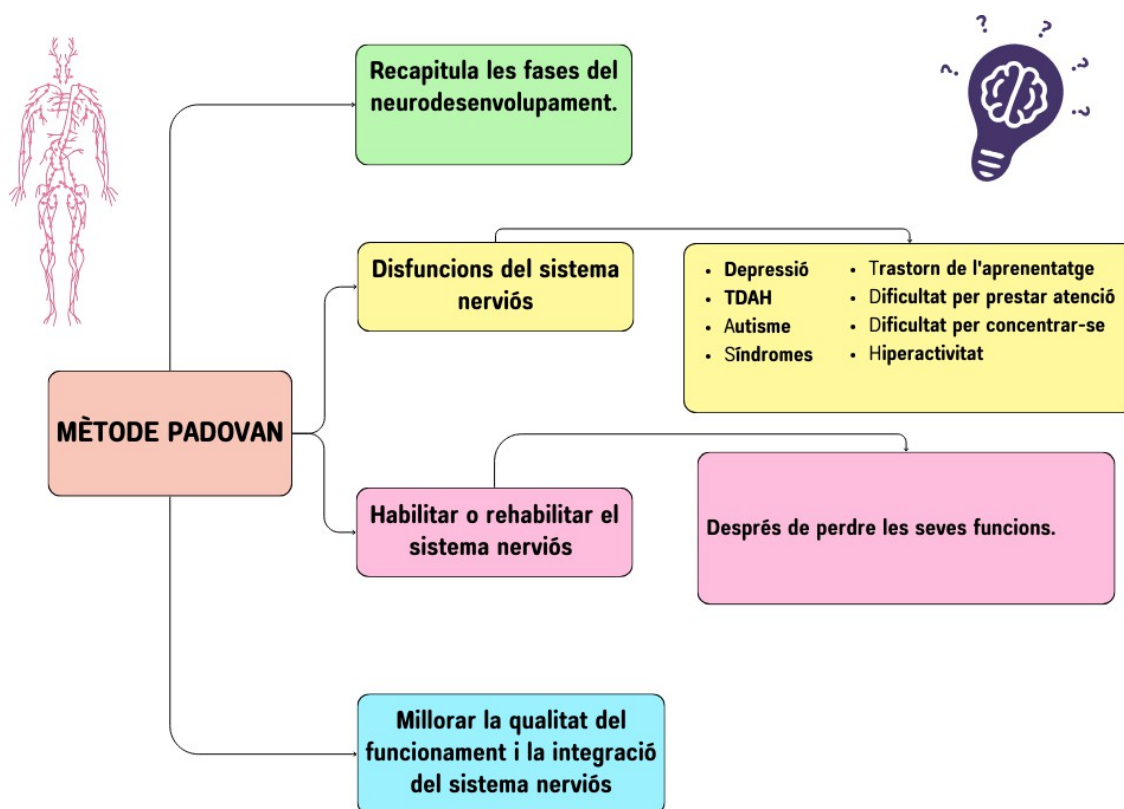 Recapitula les fases del
neurodesenvolupament.
? ? ? ? ?
Disfuncions del sistema
nerviós
• Depressió
• TDAH
• Autisme
• Síndromes
• Trastorn de l'aprenentatge
• Dificultat per prestar atenció
• Dificultat per concentrar-se
• Hiperactivitat
MÈTODE PADOVAN
Habilitar o rehabilitar el
sistema nerviós
Després de perdre les seves funcions.
Millorar la qualitat del
funcionament i la integració
del sistema nerviós